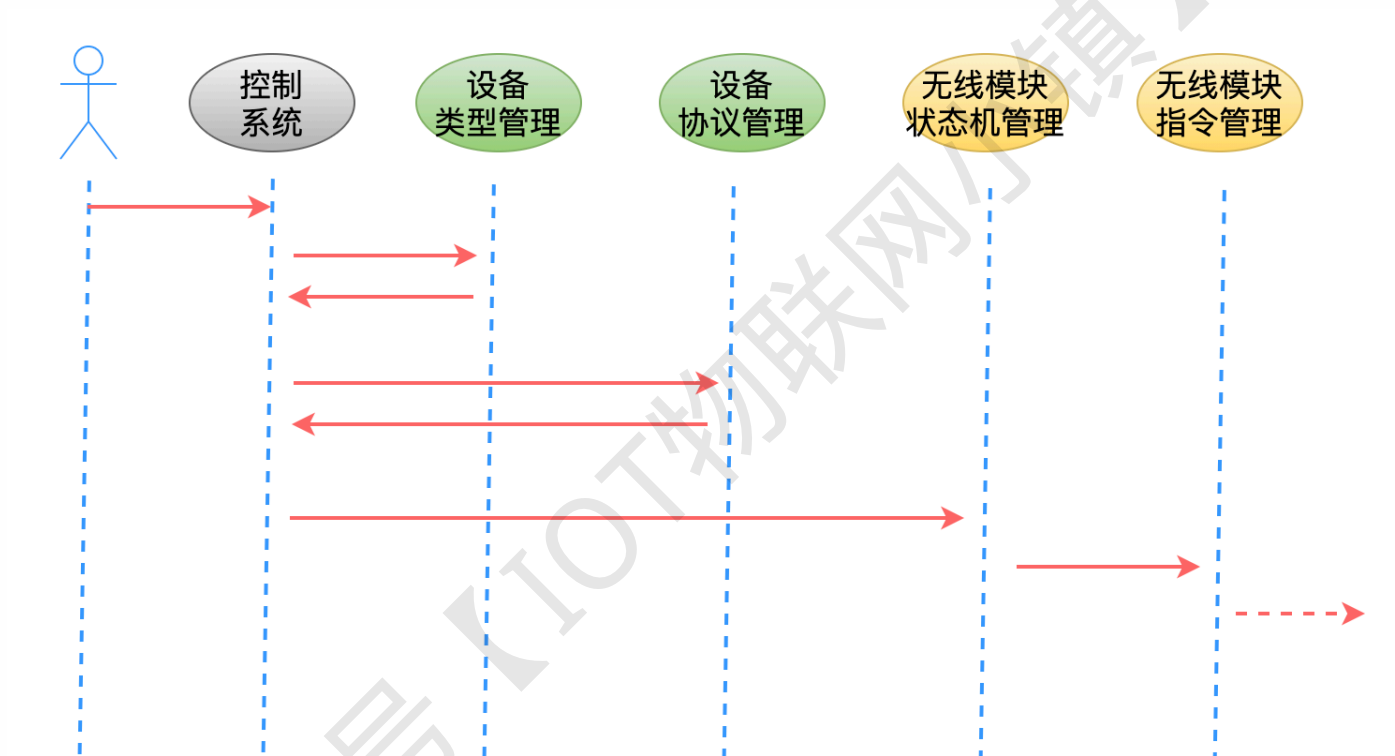 控制
系统
设备
类型管理
设备
协议管理
无线模块
状态机管理
无线模块
指令管理
号【IOT物联网小镇】